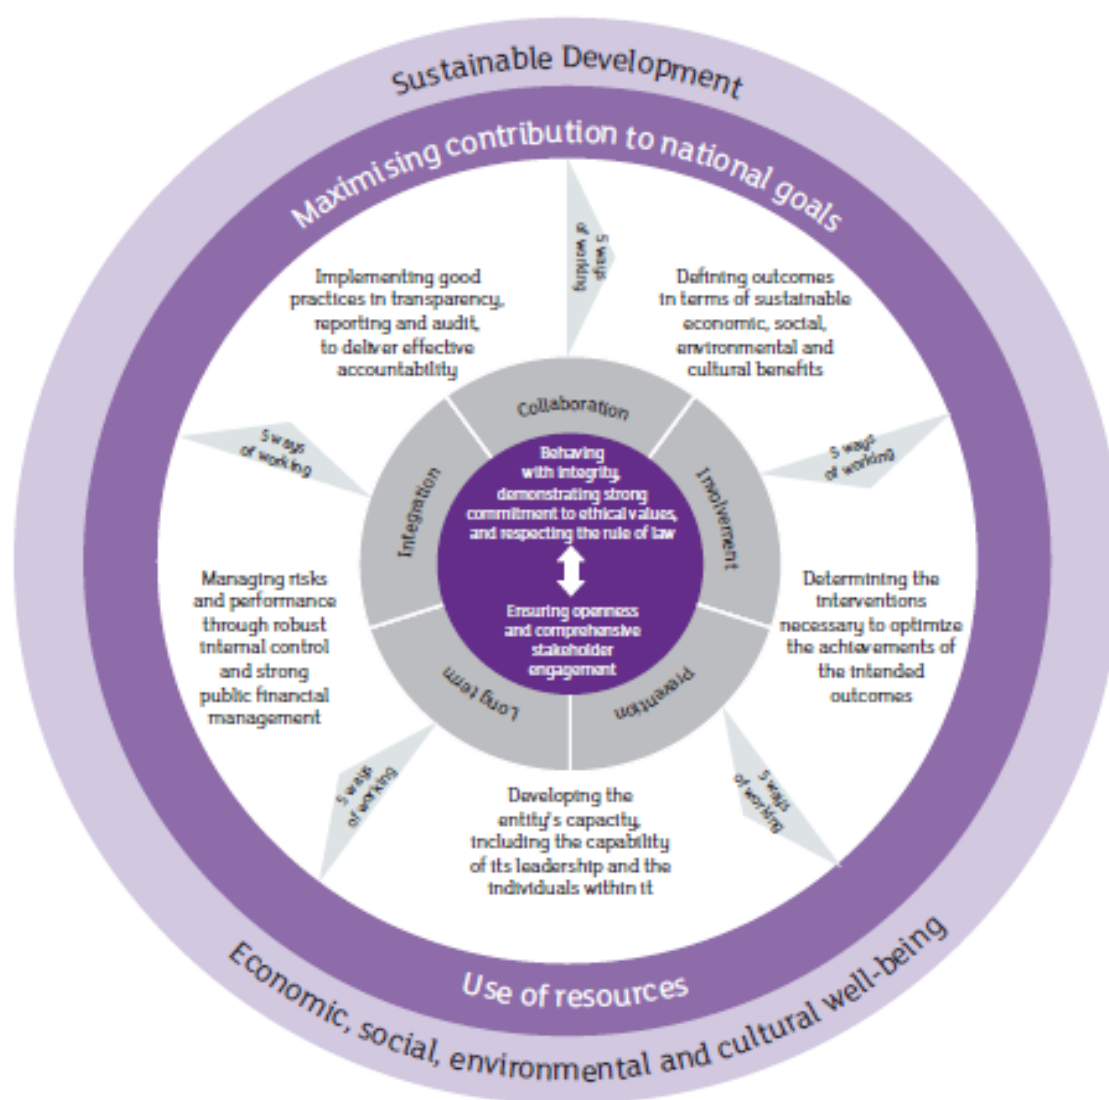 Sustainable Development
Maximising contribution to national goals
5 ways
of working
Implementing good
practices in transparency,
reporting and audit,
to deliver effective
accountability
Defining outcomes
in terms of sustainable
economic, social,
environmental and
cultural benefits
Collaboration
5 ways
of working
5 ways
of working
Integration
Involvement
Behaving
with integrity,
demonstrating strong
commitment to ethical values,
and respecting the rule of law
Ensuring openness
and comprehensive
stakeholder
engagement
Managing risks
and performance
through robust
internal control
and strong
public financial
management
Determining the
interventions
necessary to optimize
the achievements of
the intended
outcomes
Long term
Prevention
5 ways
of working
5 ways
of working
Developing the
entity's capacity,
including the capability
of its leadership and the
individuals within it
Use of resources
Economic, social, environmental and cultural well-being